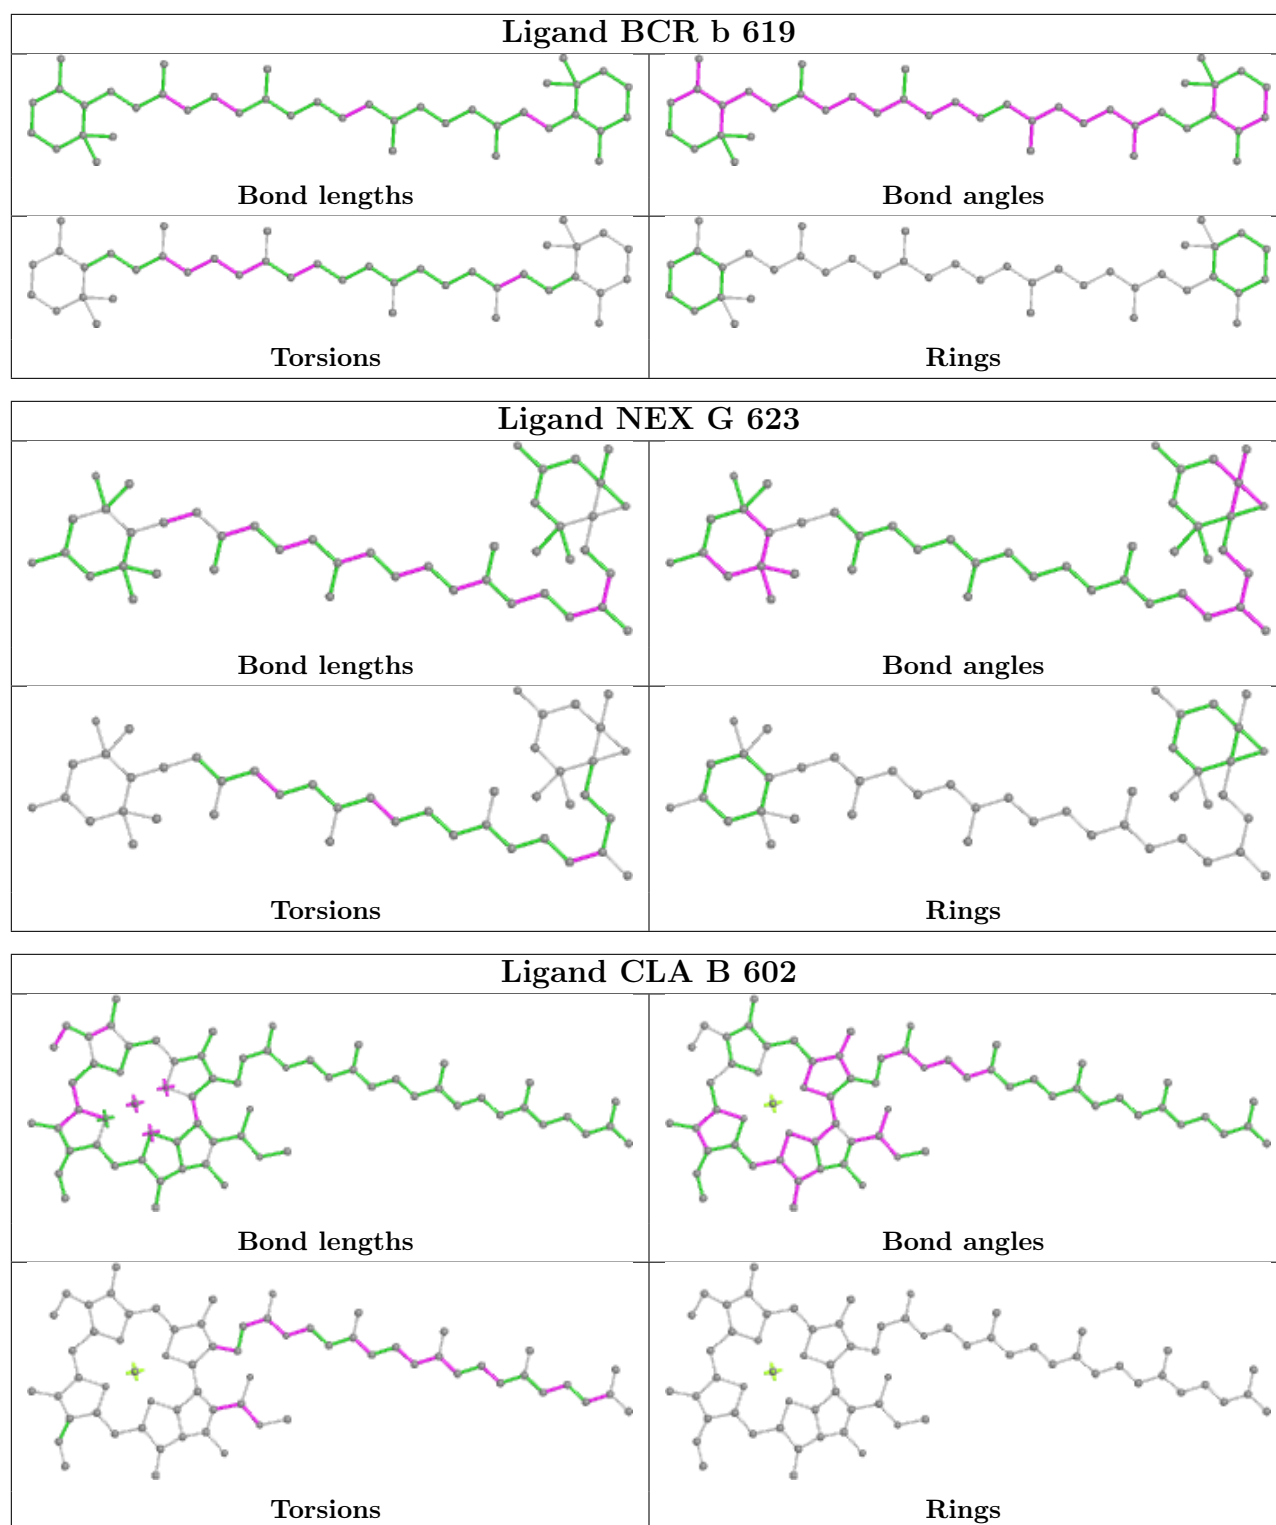 Ligand BCR b 619
Bond lengths
Bond angles
Torsions
Rings
Ligand NEX G 623
Bond lengths
Bond angles
Torsions
Rings
Ligand CLA B 602
Bond lengths
Bond angles
Torsions
Rings